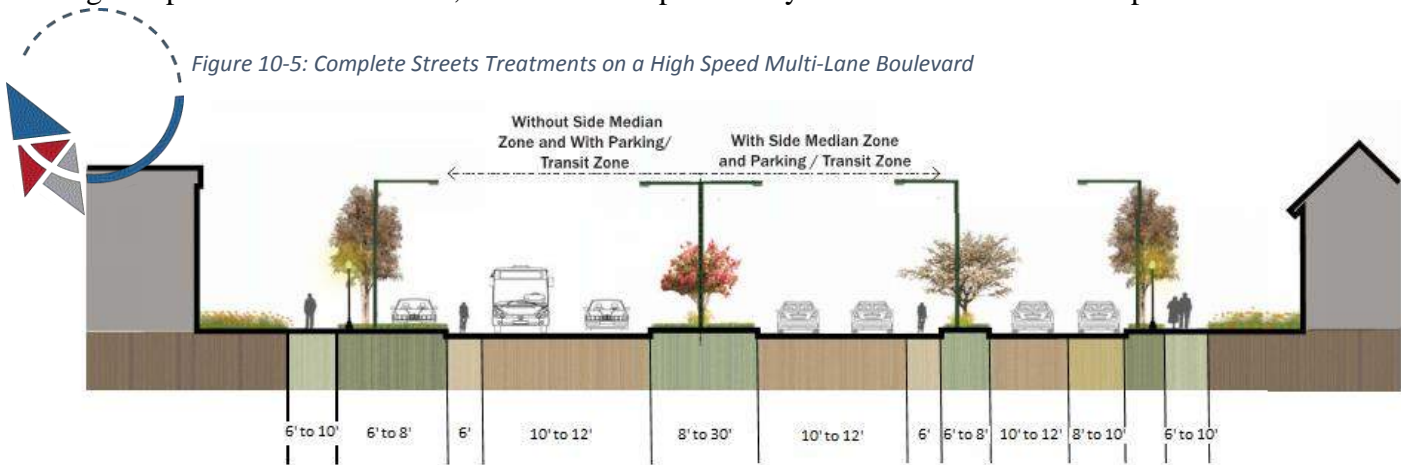 Figure 10-5: Complete Streets Treatments on a High Speed Multi-Lane Boulevard
Without Side Median
Zone and With Parking/
Transit Zone
With Side Median Zone
and Parking / Transit Zone
6' to 10' 6' to 8' 6' 10' to 12' 8' to 30' 10' to 12' 6' 6' to 8' 10' to 12' 8' to 10' 6' to 10'